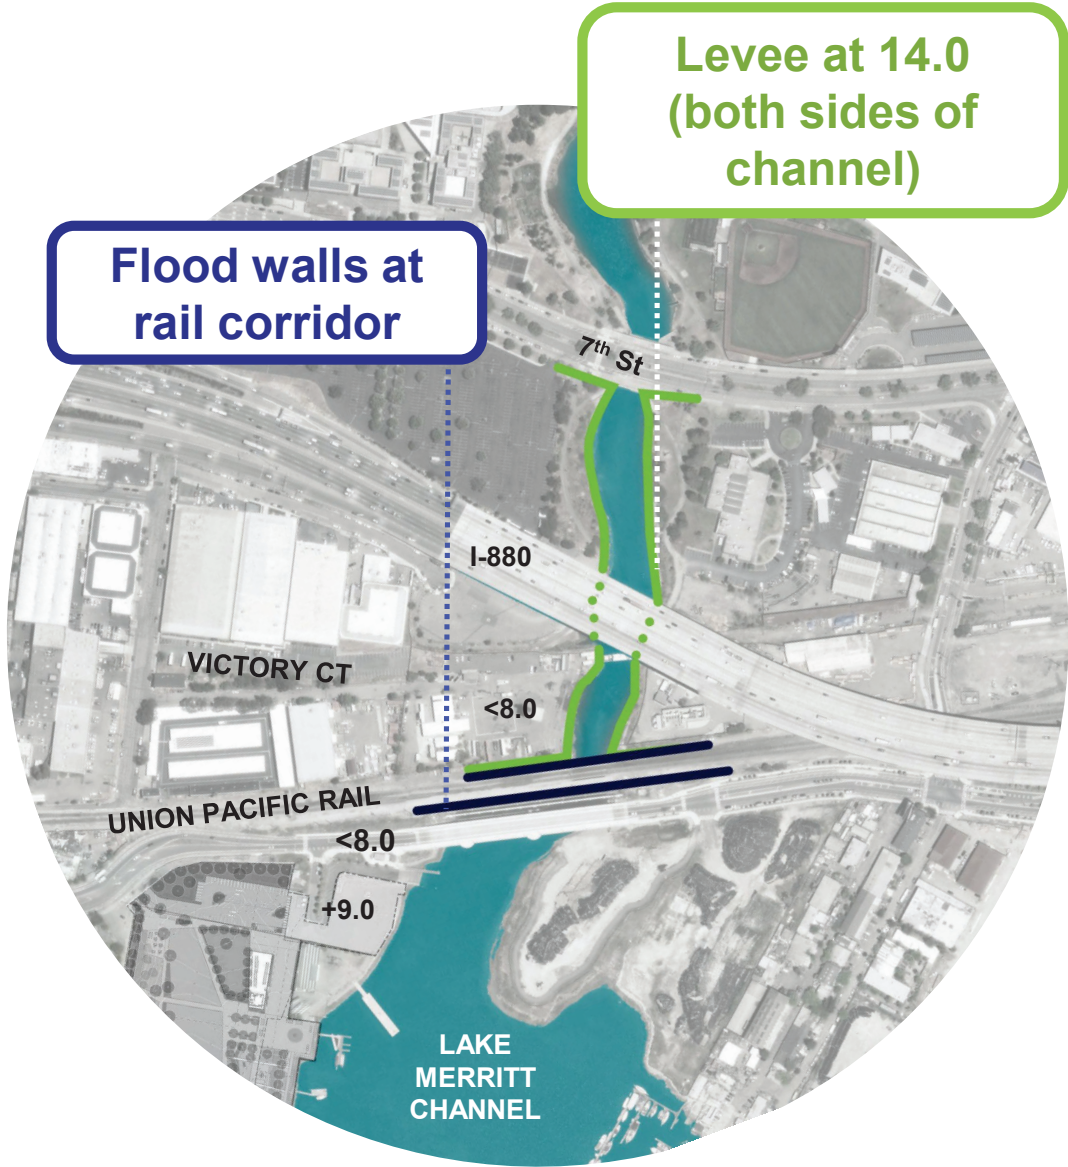 Levee at 14.0
(both sides of
channel)
Flood walls at
rail corridor
7th St
I-880
VICTORY CT
<8.0
UNION PACIFIC RAIL
<8.0
+9.0
LAKE
MERRITT
CHANNEL